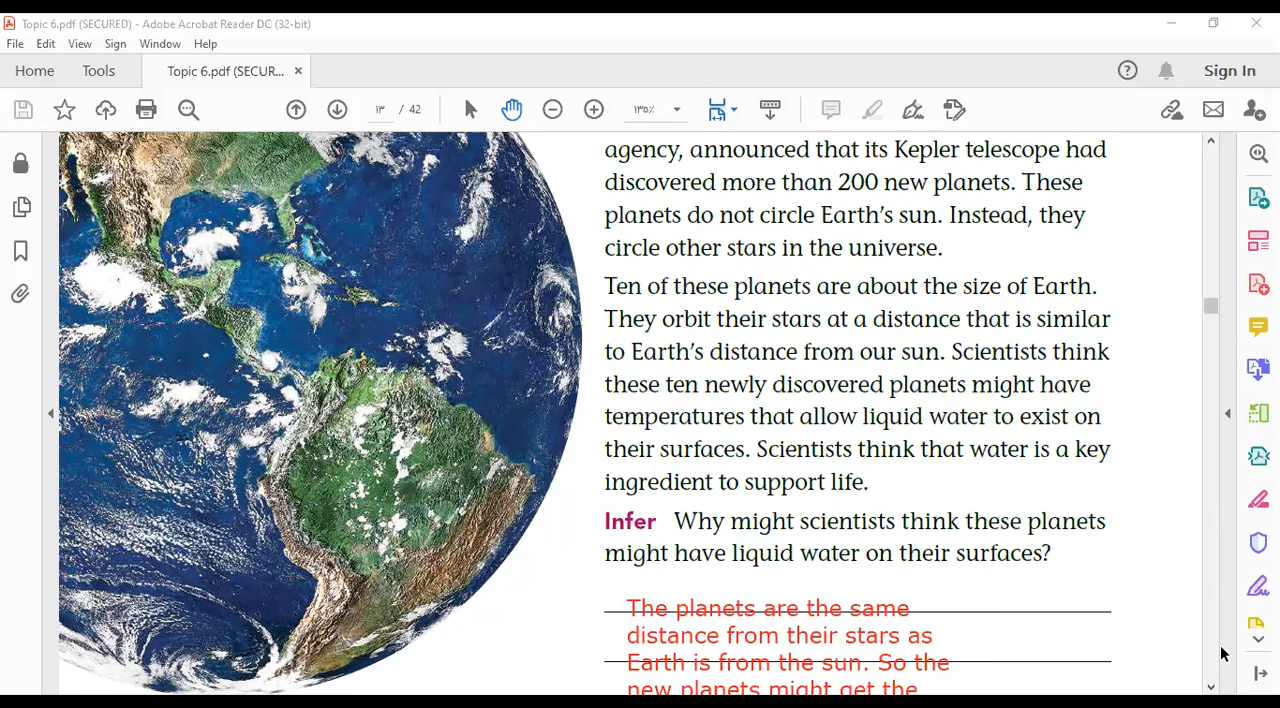 Topic 6.pdf (SECURED) - Adobe Acrobat Reader DC (32-bit)
File Edit View Sign Window Help
Home Tools Topic 6.pdf (SECUR... × Sign In
١٣ / 42 ١٣٥٪
agency, announced that its Kepler telescope had
discovered more than 200 new planets. These
planets do not circle Earth’s sun. Instead, they
circle other stars in the universe.
Ten of these planets are about the size of Earth.
They orbit their stars at a distance that is similar
to Earth’s distance from our sun. Scientists think
these ten newly discovered planets might have
temperatures that allow liquid water to exist on
their surfaces. Scientists think that water is a key
ingredient to support life.
Infer Why might scientists think these planets
might have liquid water on their surfaces?
The planets are the same
distance from their stars as
Earth is from the sun. So the
new planets might get the